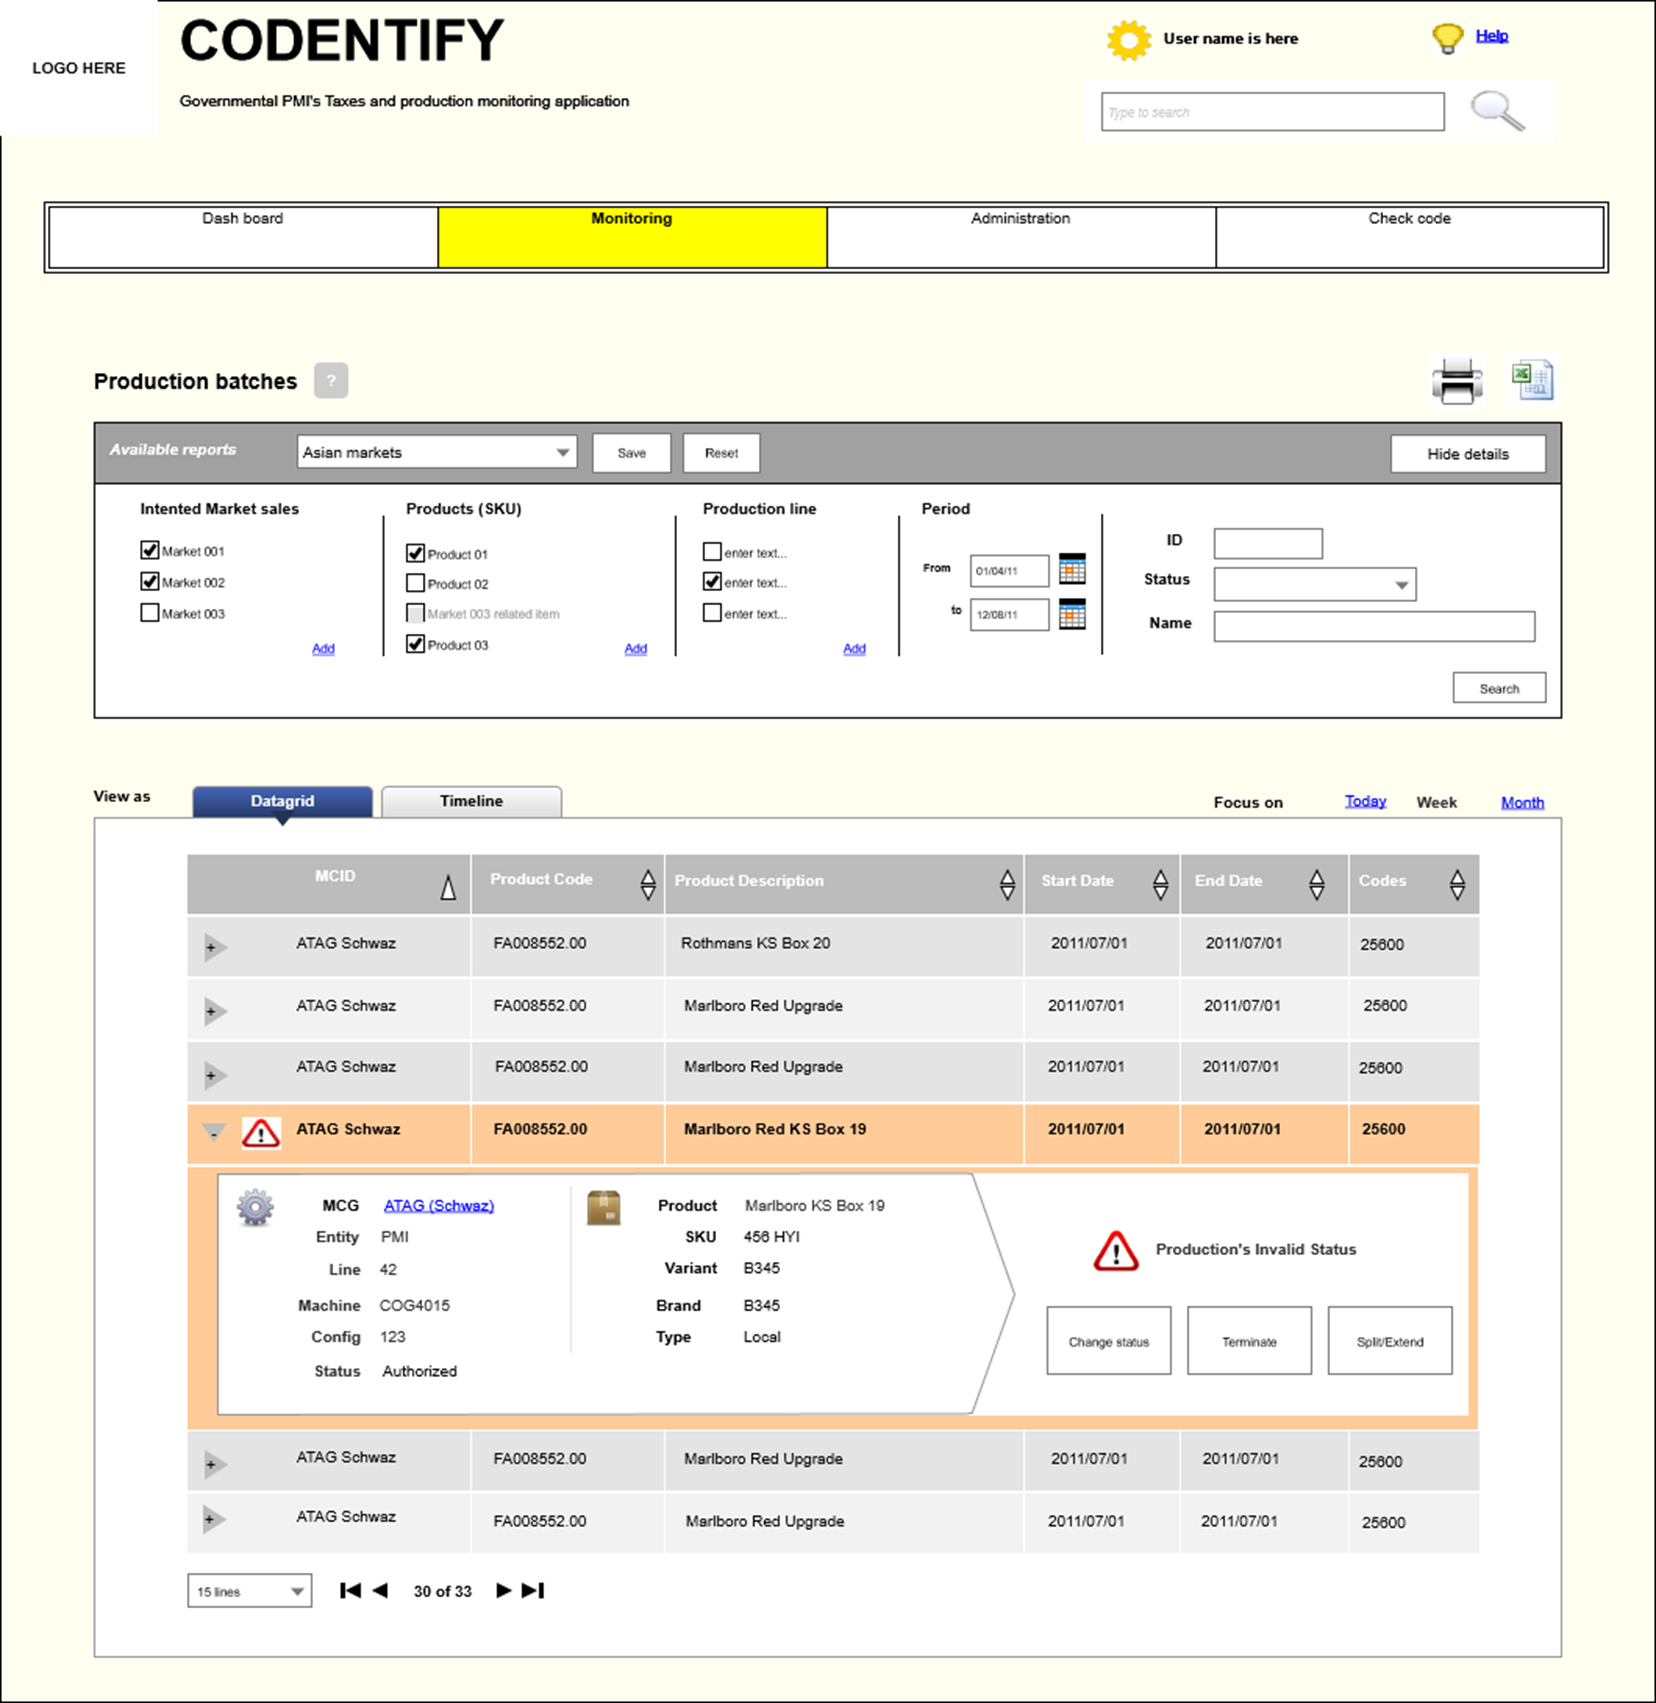 LOGO HERE
CODENTIFY
Governmental PMI's Taxes and production monitoring application
User name is here
Help
Type to search
Dash board
Monitoring
Administration
Check code
Production batches
?
Available reports
Asian markets
Save
Reset
Hide details
Intented Market sales
Market 001
Market 002
Market 003
Add
Products (SKU)
Product 01
Product 02
Market 003 related item
Product 03
Add
Production line
enter text...
enter text...
enter text...
Add
Period
From 01/04/11
to 12/08/11
ID
Status
Name
Search
View as
Datagrid
Timeline
Focus on
Today
Week
Month
MCID Product Code Product Description Start Date End Date Codes
+ ATAG Schwaz FA008552.00 Rothmans KS Box 20 2011/07/01 2011/07/01 25600
+ ATAG Schwaz FA008552.00 Marlboro Red Upgrade 2011/07/01 2011/07/01 25600
+ ATAG Schwaz FA008552.00 Marlboro Red Upgrade 2011/07/01 2011/07/01 25600
- ! ATAG Schwaz FA008552.00 Marlboro Red KS Box 19 2011/07/01 2011/07/01 25600
MCG ATAG (Schwaz)
Entity PMI
Line 42
Machine COG4015
Config 123
Status Authorized
Product Marlboro KS Box 19
SKU 456 HYI
Variant B345
Brand B345
Type Local
! Production's Invalid Status
Change status
Terminate
Split/Extend
+ ATAG Schwaz FA008552.00 Marlboro Red Upgrade 2011/07/01 2011/07/01 25600
+ ATAG Schwaz FA008552.00 Marlboro Red Upgrade 2011/07/01 2011/07/01 25600
15 lines
30 of 33